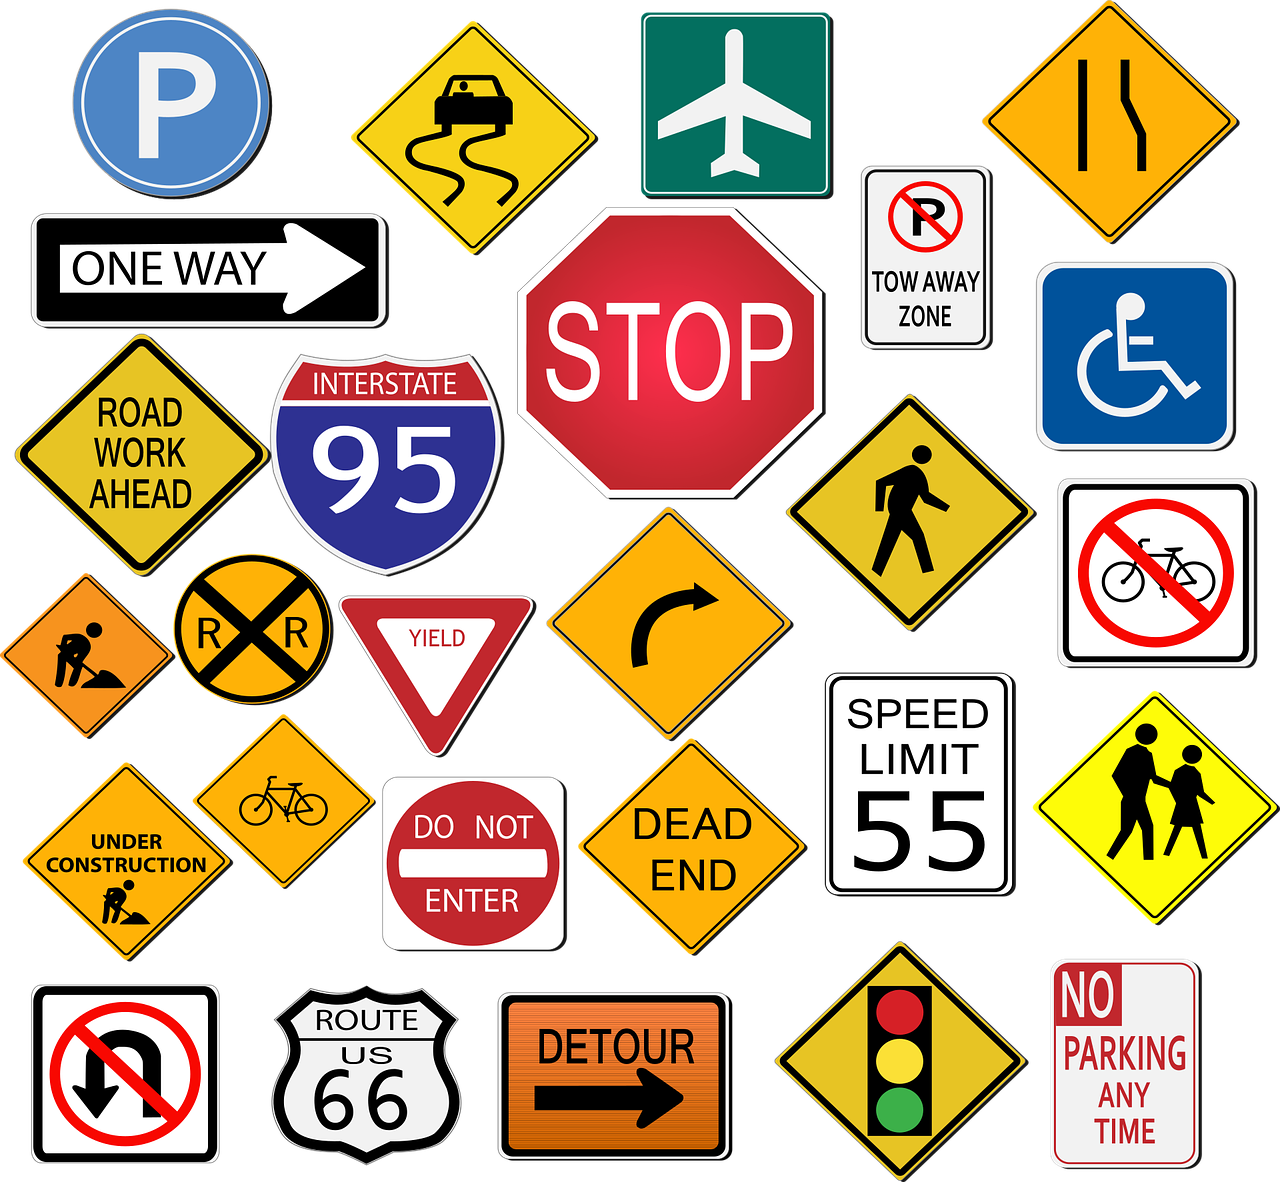 P
ONE WAY
STOP
P
TOW AWAY
ZONE
ROAD
WORK
AHEAD
INTERSTATE
95
R R
YIELD
SPEED
LIMIT
55
UNDER
CONSTRUCTION
DO NOT
ENTER
DEAD
END
ROUTE
US
66
DETOUR
NO
PARKING
ANY
TIME